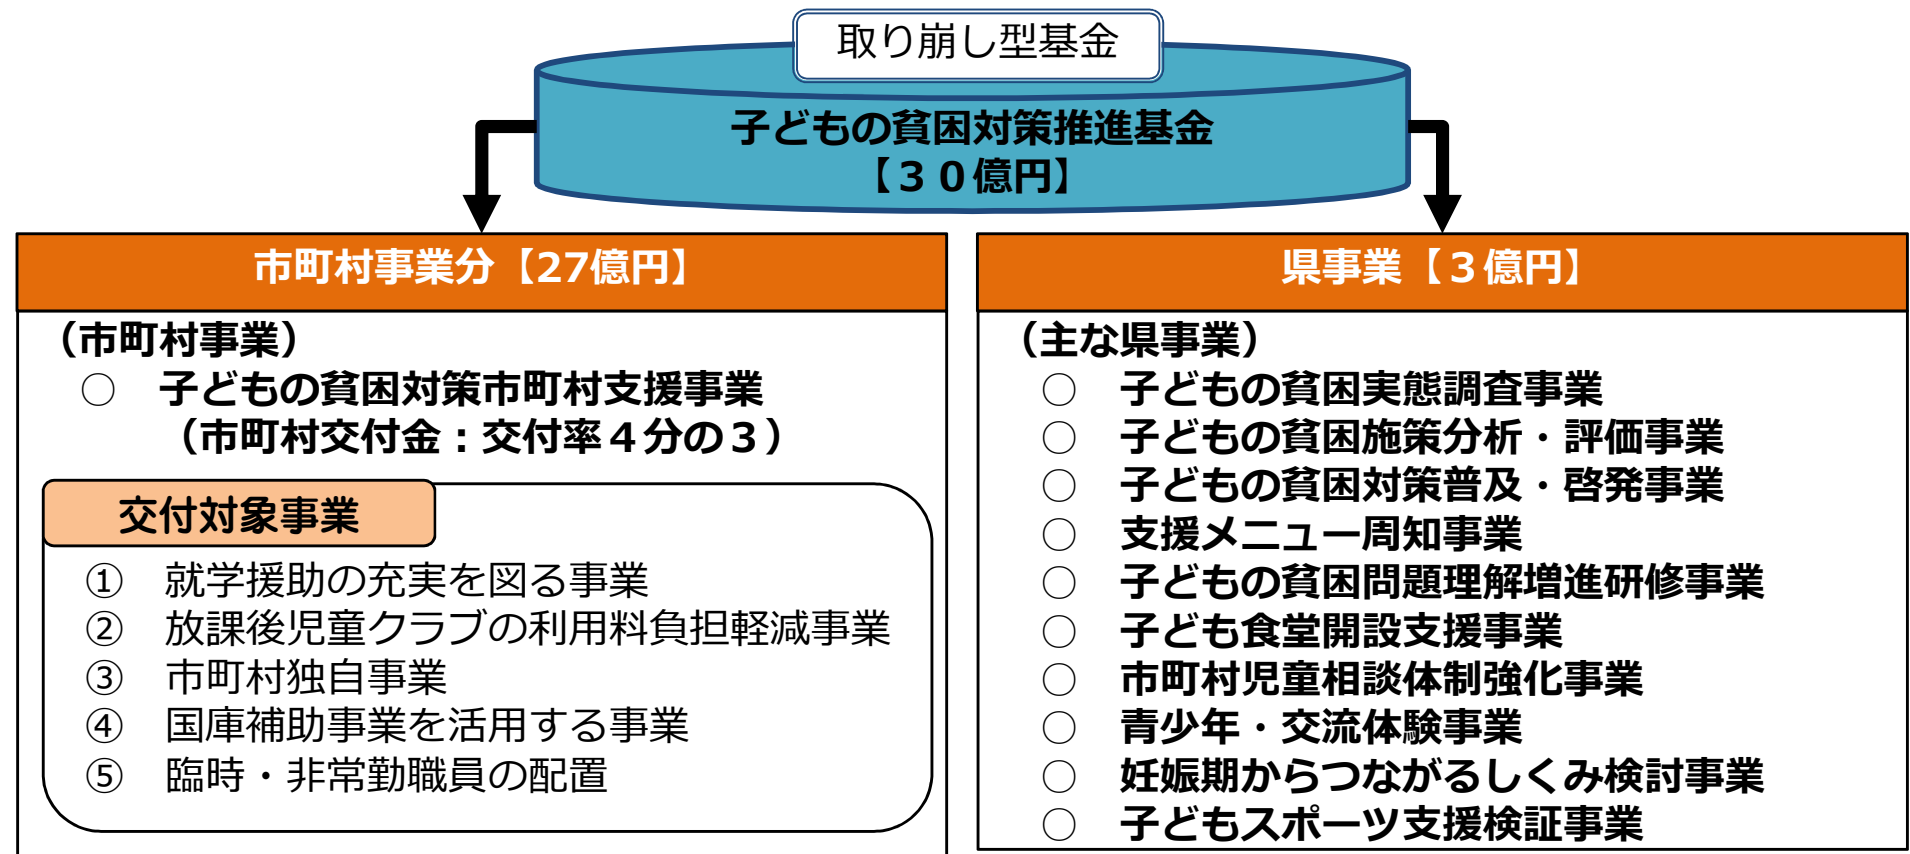 取り崩し型基金
子どもの貧困対策推進基金
【３０億円】
市町村事業分【27億円】
（市町村事業）
○　子どもの貧困対策市町村支援事業
（市町村交付金：交付率４分の３）
交付対象事業
①　就学援助の充実を図る事業
②　放課後児童クラブの利用料負担軽減事業
③　市町村独自事業
④　国庫補助事業を活用する事業
⑤　臨時・非常勤職員の配置
県事業【３億円】
（主な県事業）
○　子どもの貧困実態調査事業
○　子どもの貧困施策分析・評価事業
○　子どもの貧困対策普及・啓発事業
○　支援メニュー周知事業
○　子どもの貧困問題理解増進研修事業
○　子ども食堂開設支援事業
○　市町村児童相談体制強化事業
○　青少年・交流体験事業
○　妊娠期からつながるしくみ検討事業
○　子どもスポーツ支援検証事業